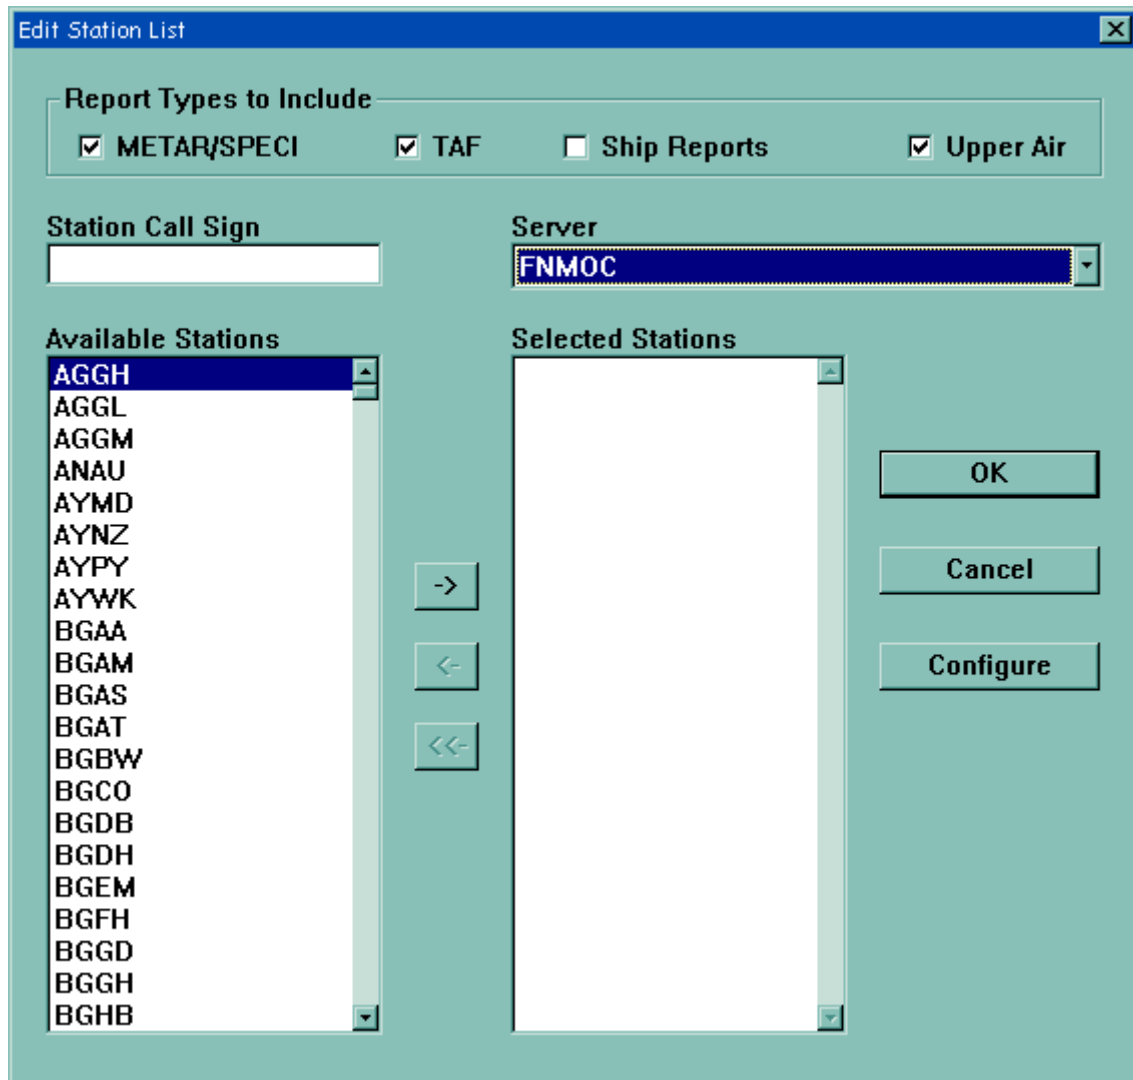 Edit Station List
Report Types to Include
METAR/SPECI TAF Ship Reports Upper Air
Station Call Sign
Server
FNMOC
Available Stations
AGGH
AGGL
AGGM
ANAU
AYMD
AYNZ
AYPY
AYWK
BGAA
BGAM
BGAS
BGAT
BGBW
BGCO
BGDB
BGDH
BGEM
BGFH
BGGD
BGGH
BGHB
->
<-
<<-
Selected Stations
OK
Cancel
Configure